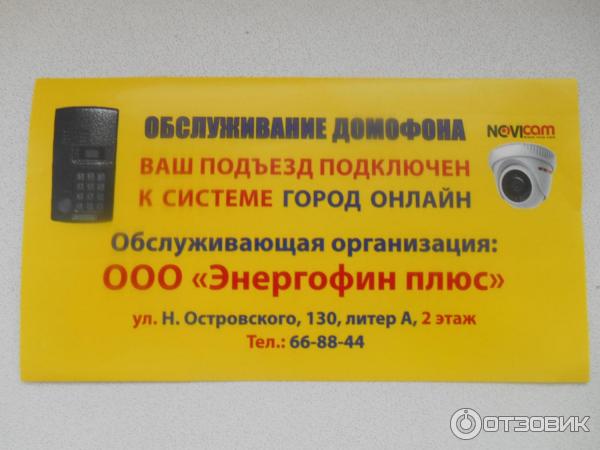 ОБСЛУЖИВАНИЕ ДОМОФОНА
NOVIcam
ВАШ ПОДЪЕЗД ПОДКЛЮЧЕН
К СИСТЕМЕ ГОРОД ОНЛАЙН
Обслуживающая организация:
ООО «Энергофин плюс»
ул. Н. Островского, 130, литер А, 2 этаж
Тел.: 66-88-44
ОТЗОВИК